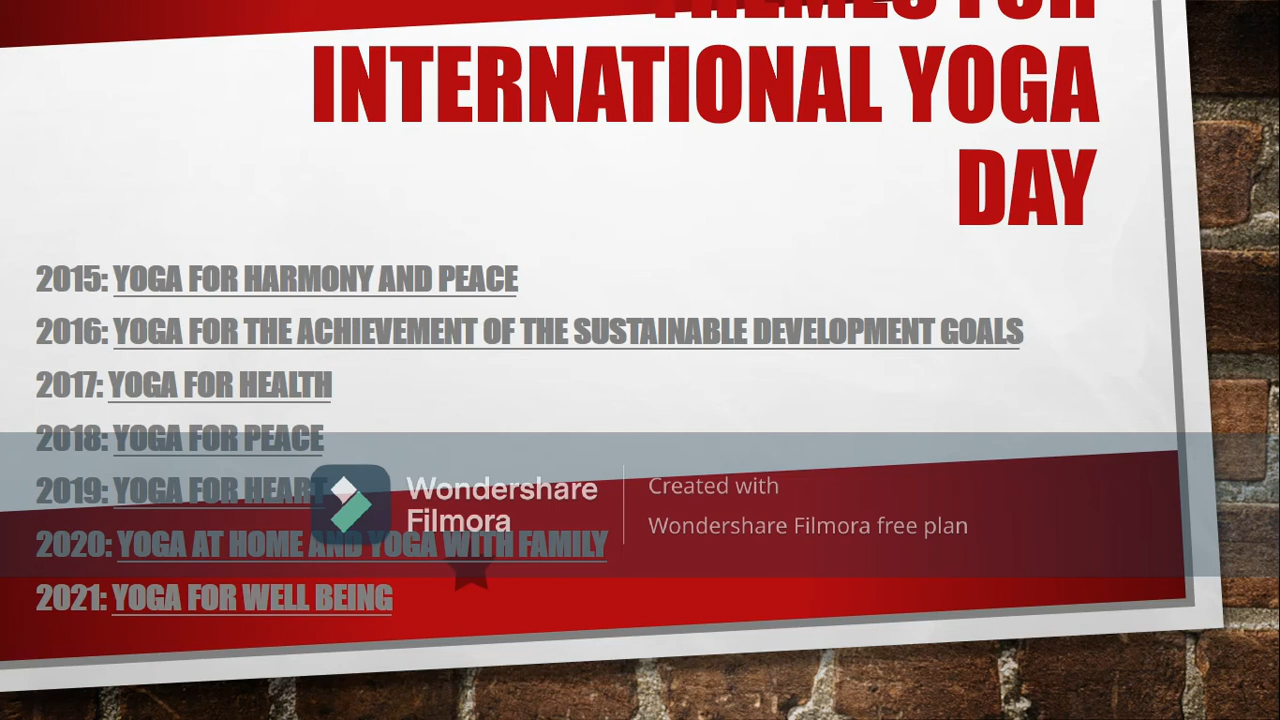 THEMES FOR
INTERNATIONAL YOGA
DAY
2015: YOGA FOR HARMONY AND PEACE
2016: YOGA FOR THE ACHIEVEMENT OF THE SUSTAINABLE DEVELOPMENT GOALS
2017: YOGA FOR HEALTH
2018: YOGA FOR PEACE
2019: YOGA FOR HEART
2020: YOGA AT HOME AND YOGA WITH FAMILY
2021: YOGA FOR WELL BEING
Wondershare
Filmora
Created with
Wondershare Filmora free plan